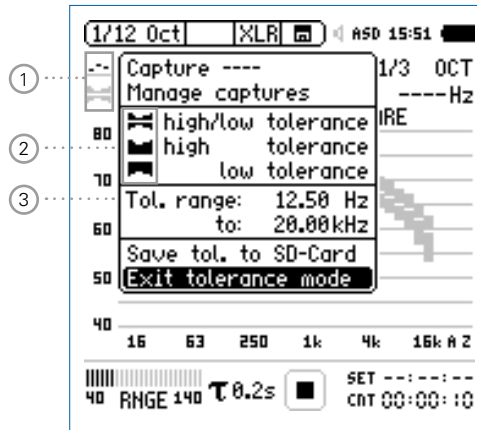 1/12 Oct XLR ASD 15:51
1 -·- Capture ---- 1/3 OCT
Manage captures ----Hz
IRE
80 high/low tolerance
2 high tolerance
70 low tolerance
3 Tol. range: 12.50 Hz
60 to: 20.00kHz
Save tol. to SD-Card
50 Exit tolerance mode
40
16 63 250 1k 4k 16k A Z
40 RNGE 140 τ 0.2s SET --:--:--
CNT 00:00:10